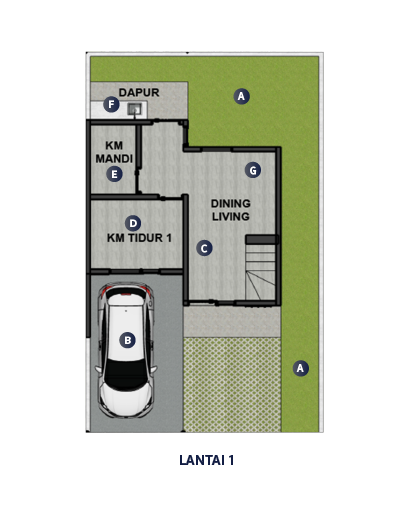 DAPUR
F
A
KM
MANDI
E
G
DINING
LIVING
D
KM TIDUR 1
C
B
A
LANTAI 1